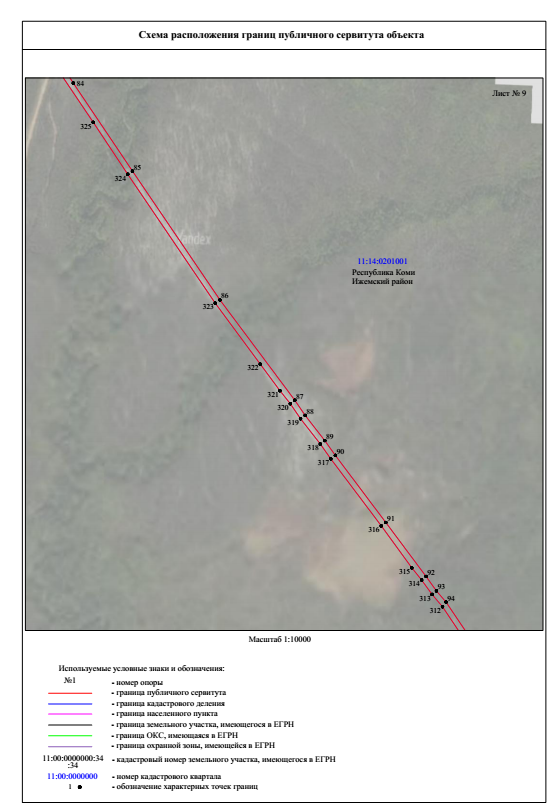 Схема расположения границ публичного сервитута объекта
Лист № 9
84
325
85
324
11:14:0201001
Республика Коми
Ижемский район
86
323
322
321
87
320
88
319
89
318
90
317
91
316
315
92
314
93
313
94
312
Масштаб 1:10000
Используемые условные знаки и обозначения:
№1 - номер опоры
- граница публичного сервитута
- граница кадастрового деления
- граница населенного пункта
- граница земельного участка, имеющегося в ЕГРН
- граница ОКС, имеющаяся в ЕГРН
- граница охранной зоны, имеющейся в ЕГРН
11:00:0000000:34 - кадастровый номер земельного участка, имеющегося в ЕГРН
:34
11:00:0000000 - номер кадастрового квартала
1 - обозначение характерных точек границ